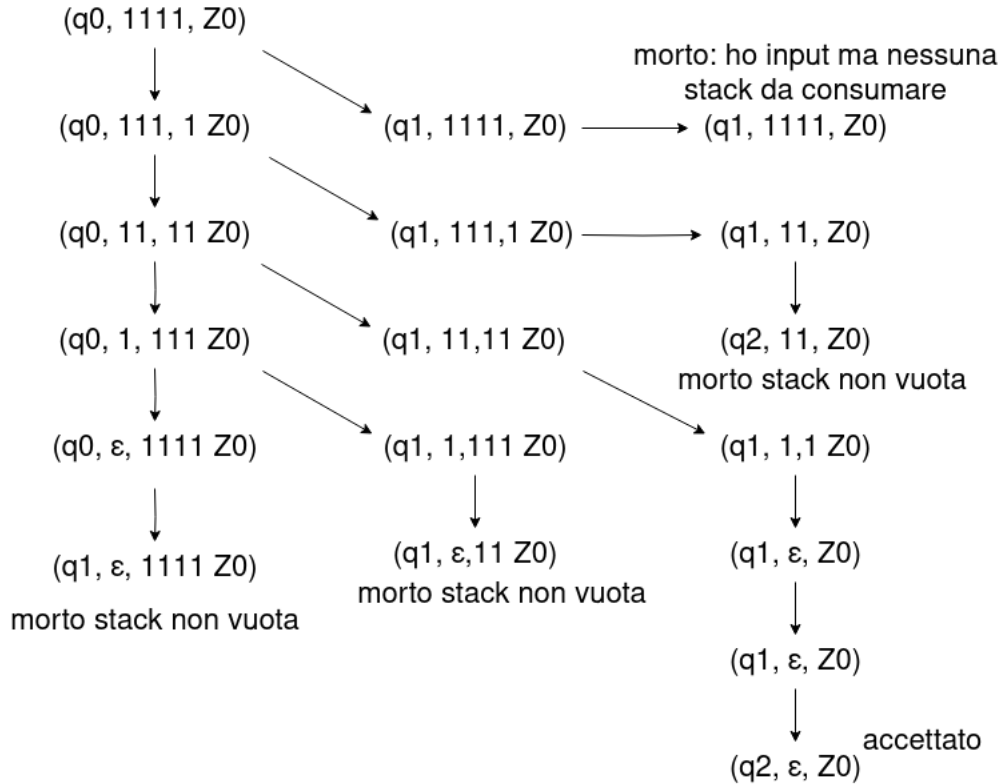 (q0, 1111, Z0)
morto: ho input ma nessuna
stack da consumare
(q0, 111, 1 Z0)
(q1, 1111, Z0)
(q1, 1111, Z0)
(q0, 11, 11 Z0)
(q1, 111,1 Z0)
(q1, 11, Z0)
(q0, 1, 111 Z0)
(q1, 11,11 Z0)
(q2, 11, Z0)
morto stack non vuota
(q0, ε, 1111 Z0)
(q1, 1,111 Z0)
(q1, 1,1 Z0)
(q1, ε, 1111 Z0)
morto stack non vuota
(q1, ε,11 Z0)
morto stack non vuota
(q1, ε, Z0)
(q1, ε, Z0)
accettato
(q2, ε, Z0)